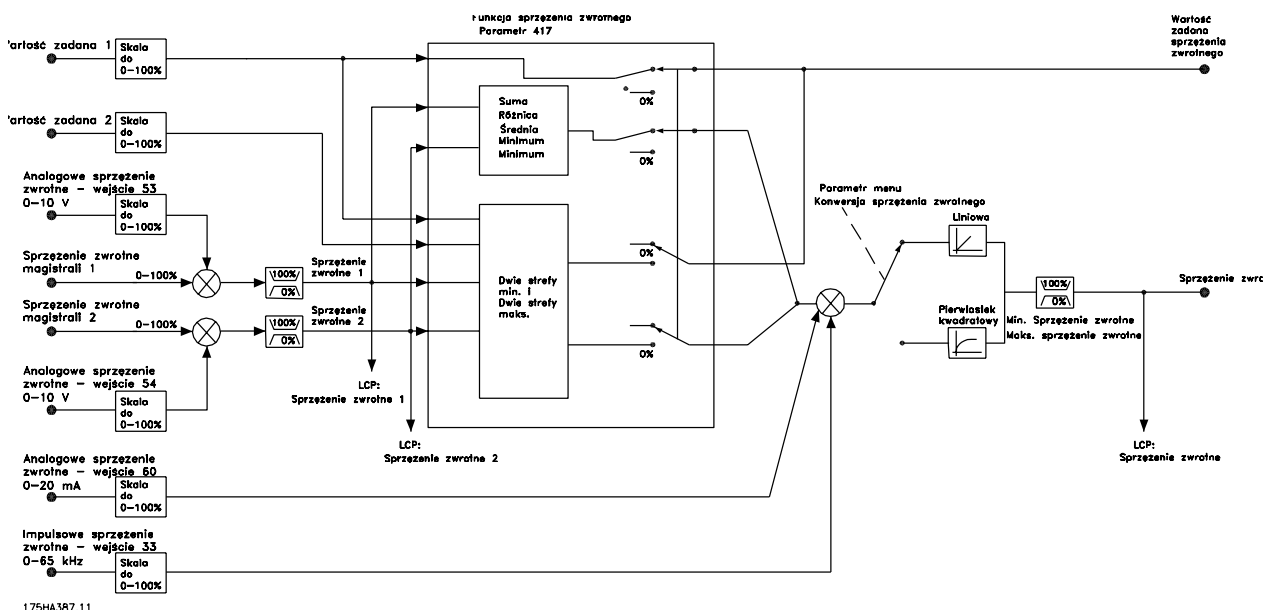 Funkcja sprzężenia zwrotnego
Parametr 417
Wartość
zadana
sprzężenia
zwrotnego
artość zadana 1
Skala
do
0–100%
0%
artość zadana 2
Skala
do
0–100%
Suma
Różnica
Średnia
Minimum
Minimum
0%
Analogowe sprzężenie
zwrotne – wejście 53
0–10 V
Skala
do
0–100%
Parametr menu
Konwersja sprzężenia zwrotnego
Liniowa
Sprzężenie zwrotne
magistrali 1
0–100%
100%
0%
Sprzężenie
zwrotne 1
0%
Dwie strefy
min. i
Dwie strefy
maks.
100%
0%
Sprzężenie zwro
Sprzęzenie zwrotne
magistrali 2
0–100%
100%
0%
Sprzężenie
zwrotne 2
0%
Pierwiasiek
kwadratowy
Min. Sprzężenie zwrotne
Maks. sprzężenie zwrotne
Analogowe sprzężenie
zwrotne – wejście 54
0–10 V
Skala
do
0–100%
LCP:
Sprzężenie zwrotne 1
LCP:
Sprzężenie zwrotne 2
LCP:
Sprzężenie zwrotne
Analogowe sprzężenie
zwrotne – wejście 60
0–20 mA
Skala
do
0–100%
Impulsowe sprzężenie
zwrotne – wejście 33
0–65 kHz
Skala
do
0–100%
175HA387.11